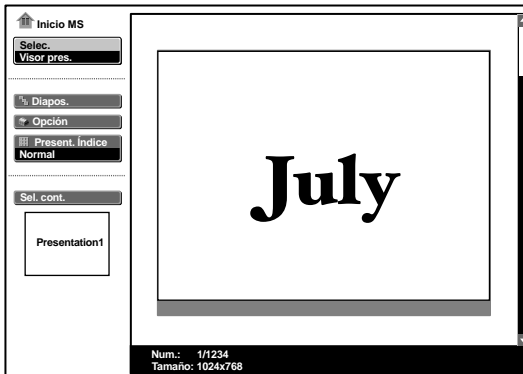 Inicio MS
Selec.
Visor pres.
Diapos.
Opción
Present. Índice
Normal
Sel. cont.
Presentation1
July
Num.: 1/1234
Tamaño: 1024x768